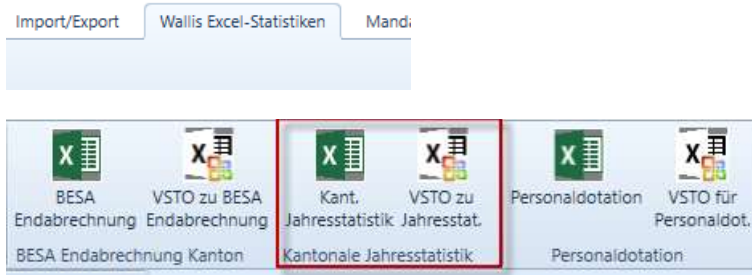 Import/Export Wallis Excel-Statistiken
BESA Endabrechnung VSTO zu BESA Endabrechnung Kant. Jahresstatistik VSTO zu Jahresstat. Personaldotation VSTO für Personaldot.
BESA Endabrechnung Kanton Kantonale Jahresstatistik Personaldotation